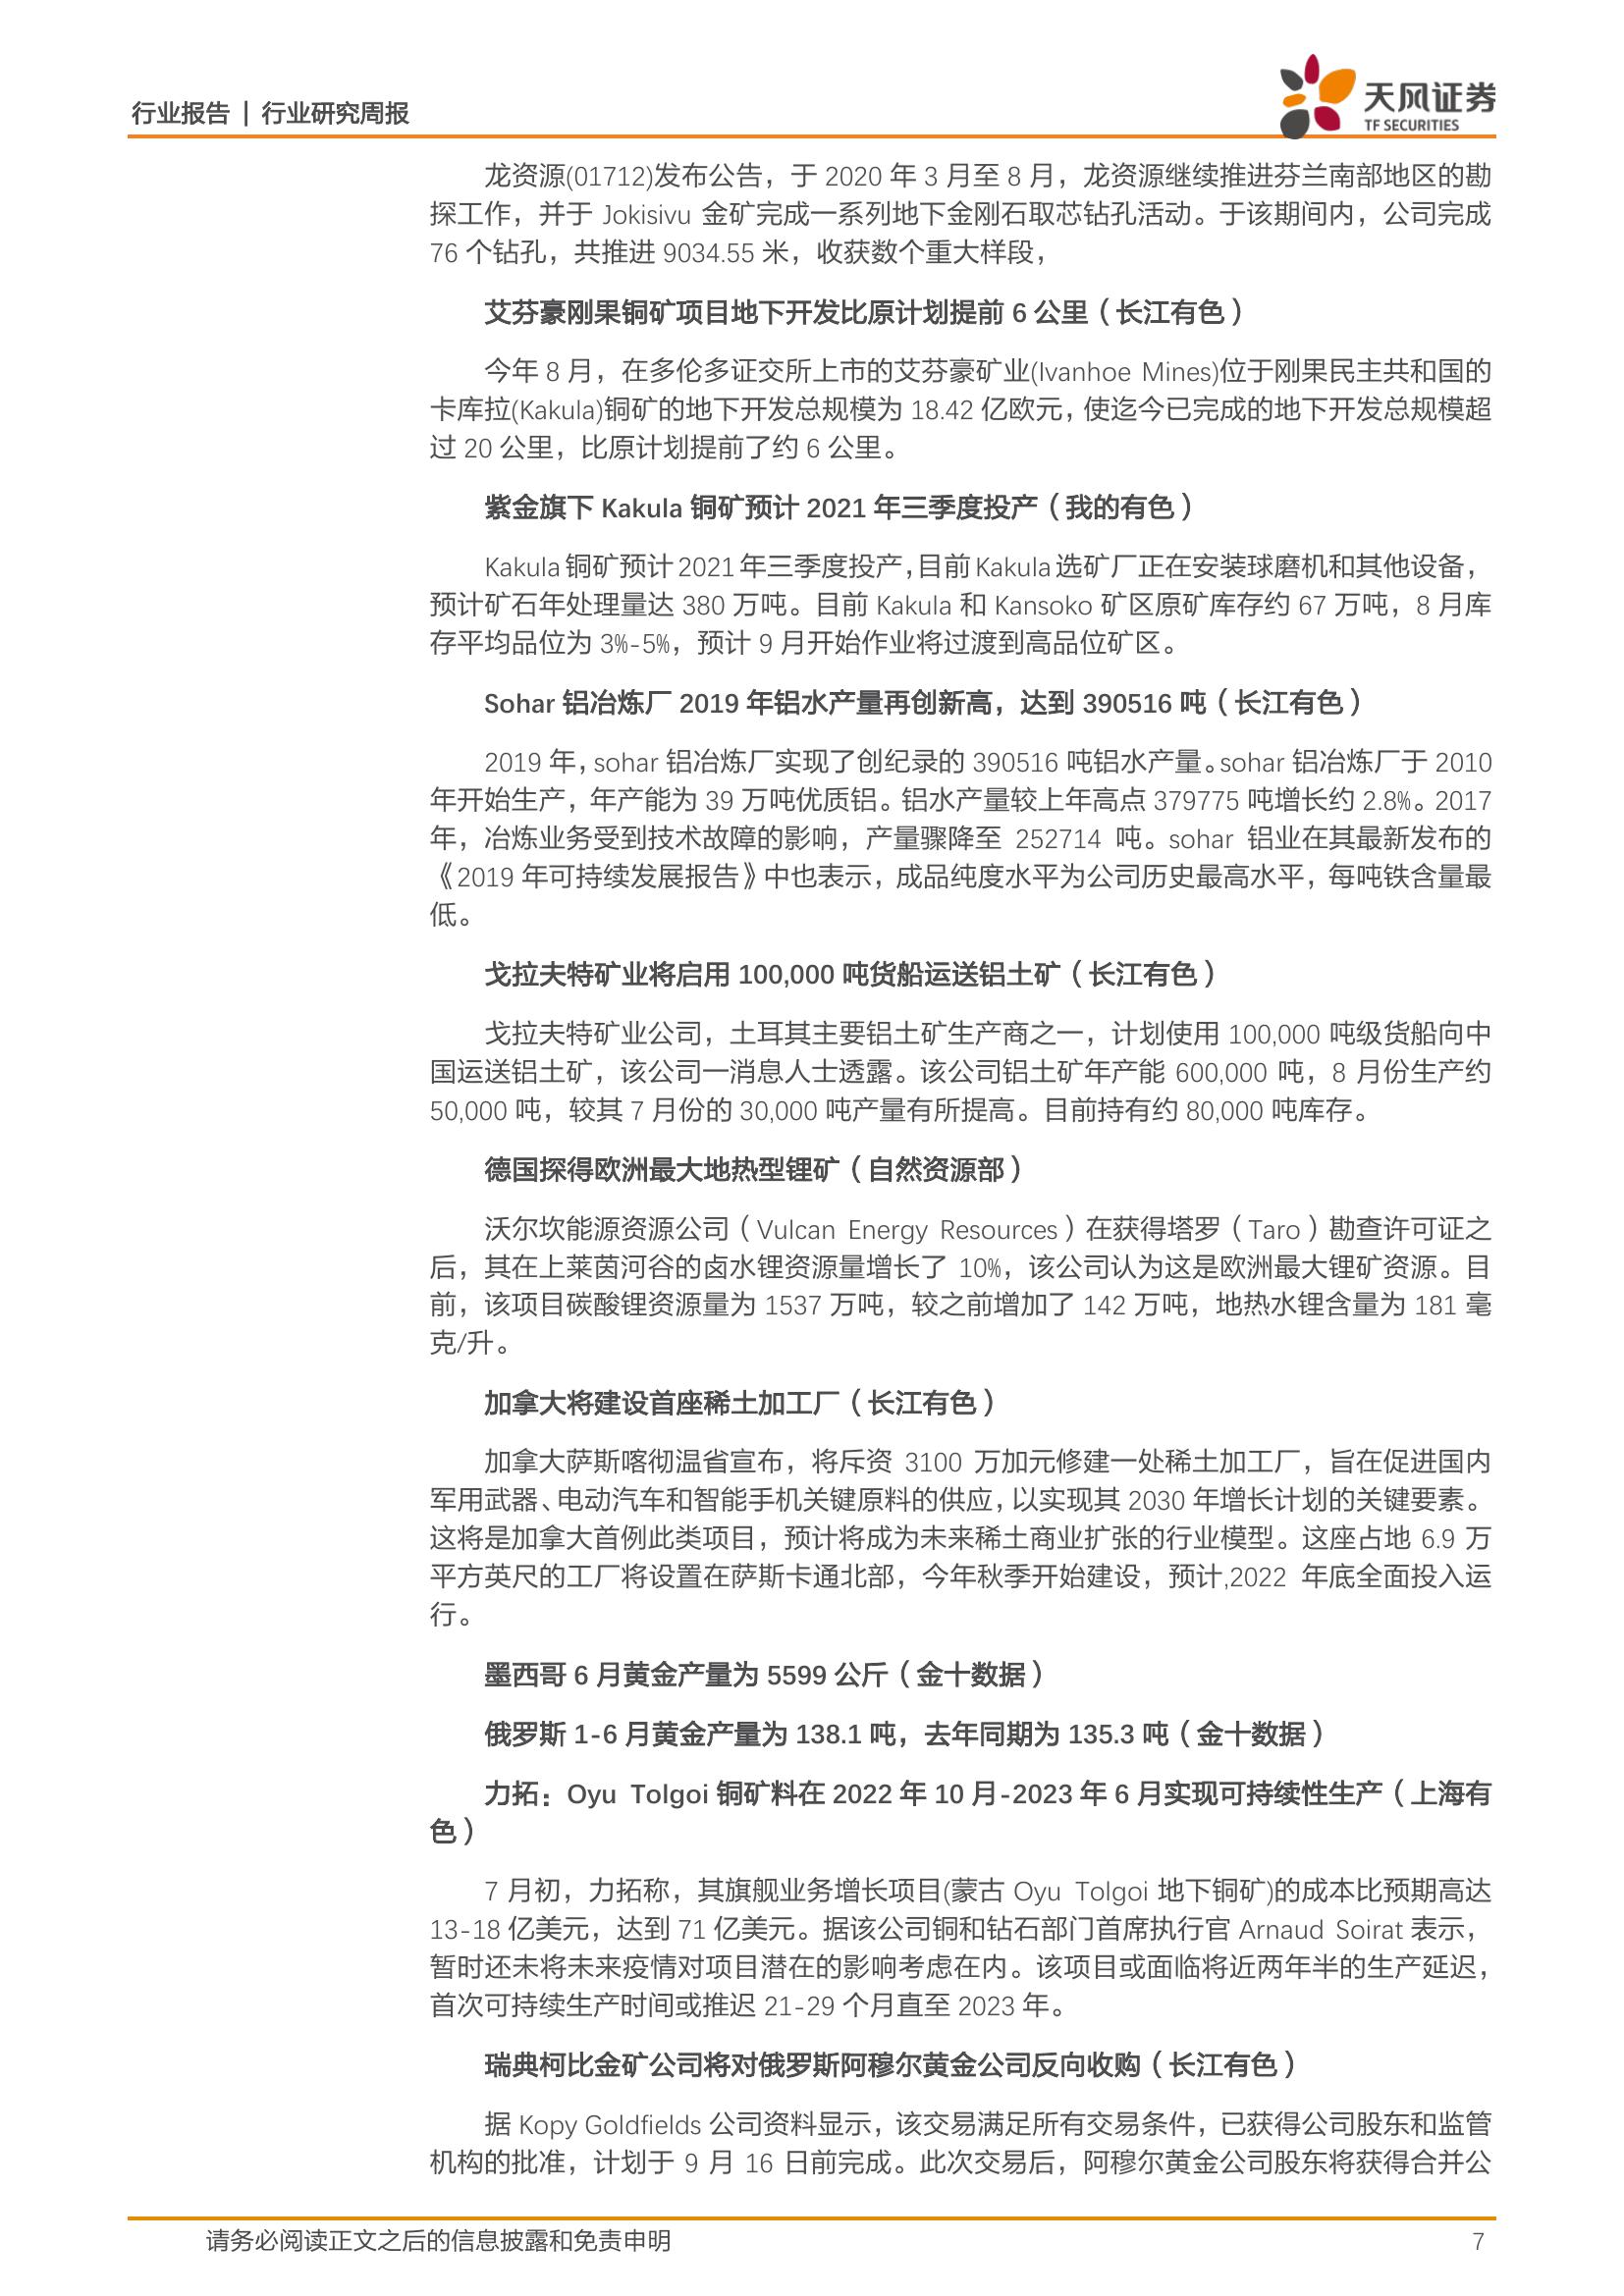 行业报告 | 行业研究周报
天风证券
TF SECURITIES
龙资源(01712)发布公告，于 2020 年 3 月至 8 月，龙资源继续推进芬兰南部地区的勘
探工作，并于 Jokisivu 金矿完成一系列地下金刚石取芯钻孔活动。于该期间内，公司完成
76 个钻孔，共推进 9034.55 米，收获数个重大样段，
艾芬豪刚果铜矿项目地下开发比原计划提前 6 公里（长江有色）
今年 8 月，在多伦多证交所上市的艾芬豪矿业(Ivanhoe Mines)位于刚果民主共和国的
卡库拉(Kakula)铜矿的地下开发总规模为 18.42 亿欧元，使迄今已完成的地下开发总规模超
过 20 公里，比原计划提前了约 6 公里。
紫金旗下 Kakula 铜矿预计 2021 年三季度投产（我的有色）
Kakula 铜矿预计 2021 年三季度投产，目前 Kakula 选矿厂正在安装球磨机和其他设备，
预计矿石年处理量达 380 万吨。目前 Kakula 和 Kansoko 矿区原矿库存约 67 万吨，8 月库
存平均品位为 3%-5%，预计 9 月开始作业将过渡到高品位矿区。
Sohar 铝冶炼厂 2019 年铝水产量再创新高，达到 390516 吨（长江有色）
2019 年，sohar 铝冶炼厂实现了创纪录的 390516 吨铝水产量。sohar 铝冶炼厂于 2010
年开始生产，年产能为 39 万吨优质铝。铝水产量较上年高点 379775 吨增长约 2.8%。2017
年，冶炼业务受到技术故障的影响，产量骤降至 252714 吨。sohar 铝业在其最新发布的
《2019 年可持续发展报告》中也表示，成品纯度水平为公司历史最高水平，每吨铁含量最
低。
戈拉夫特矿业将启用 100,000 吨货船运送铝土矿（长江有色）
戈拉夫特矿业公司，土耳其主要铝土矿生产商之一，计划使用 100,000 吨级货船向中
国运送铝土矿，该公司一消息人士透露。该公司铝土矿年产能 600,000 吨，8 月份生产约
50,000 吨，较其 7 月份的 30,000 吨产量有所提高。目前持有约 80,000 吨库存。
德国探得欧洲最大地热型锂矿（自然资源部）
沃尔坎能源资源公司（Vulcan Energy Resources）在获得塔罗（Taro）勘查许可证之
后，其在上莱茵河谷的卤水锂资源量增长了 10%，该公司认为这是欧洲最大锂矿资源。目
前，该项目碳酸锂资源量为 1537 万吨，较之前增加了 142 万吨，地热水锂含量为 181 毫
克/升。
加拿大将建设首座稀土加工厂（长江有色）
加拿大萨斯喀彻温省宣布，将斥资 3100 万加元修建一处稀土加工厂，旨在促进国内
军用武器、电动汽车和智能手机关键原料的供应，以实现其 2030 年增长计划的关键要素。
这将是加拿大首例此类项目，预计将成为未来稀土商业扩张的行业模型。这座占地 6.9 万
平方英尺的工厂将设置在萨斯卡通北部，今年秋季开始建设，预计,2022 年底全面投入运
行。
墨西哥 6 月黄金产量为 5599 公斤（金十数据）
俄罗斯 1-6 月黄金产量为 138.1 吨，去年同期为 135.3 吨（金十数据）
力拓：Oyu Tolgoi 铜矿料在 2022 年 10 月-2023 年 6 月实现可持续性生产（上海有
色）
7 月初，力拓称，其旗舰业务增长项目(蒙古 Oyu Tolgoi 地下铜矿)的成本比预期高达
13-18 亿美元，达到 71 亿美元。据该公司铜和钻石部门首席执行官 Arnaud Soirat 表示，
暂时还未将未来疫情对项目潜在的影响考虑在内。该项目或面临将近两年半的生产延迟，
首次可持续生产时间或推迟 21-29 个月直至 2023 年。
瑞典柯比金矿公司将对俄罗斯阿穆尔黄金公司反向收购（长江有色）
据 Kopy Goldfields 公司资料显示，该交易满足所有交易条件，已获得公司股东和监管
机构的批准，计划于 9 月 16 日前完成。此次交易后，阿穆尔黄金公司股东将获得合并公
请务必阅读正文之后的信息披露和免责申明
7